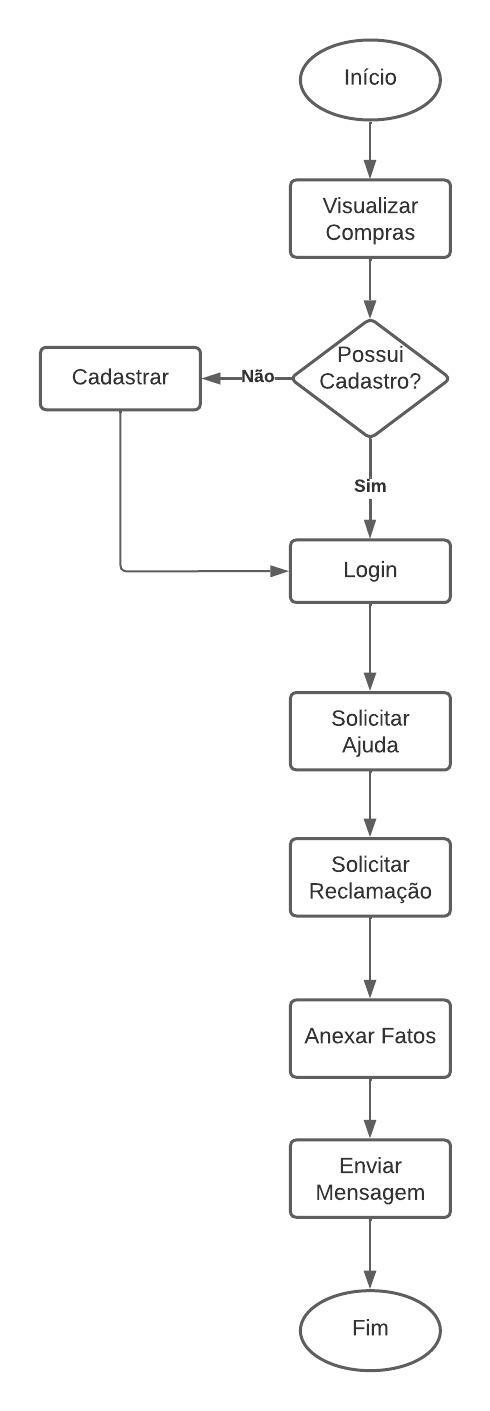 Início
Visualizar
Compras
Possui
Cadastro?
Não
Cadastrar
Sim
Login
Solicitar
Ajuda
Solicitar
Reclamação
Anexar Fatos
Enviar
Mensagem
Fim